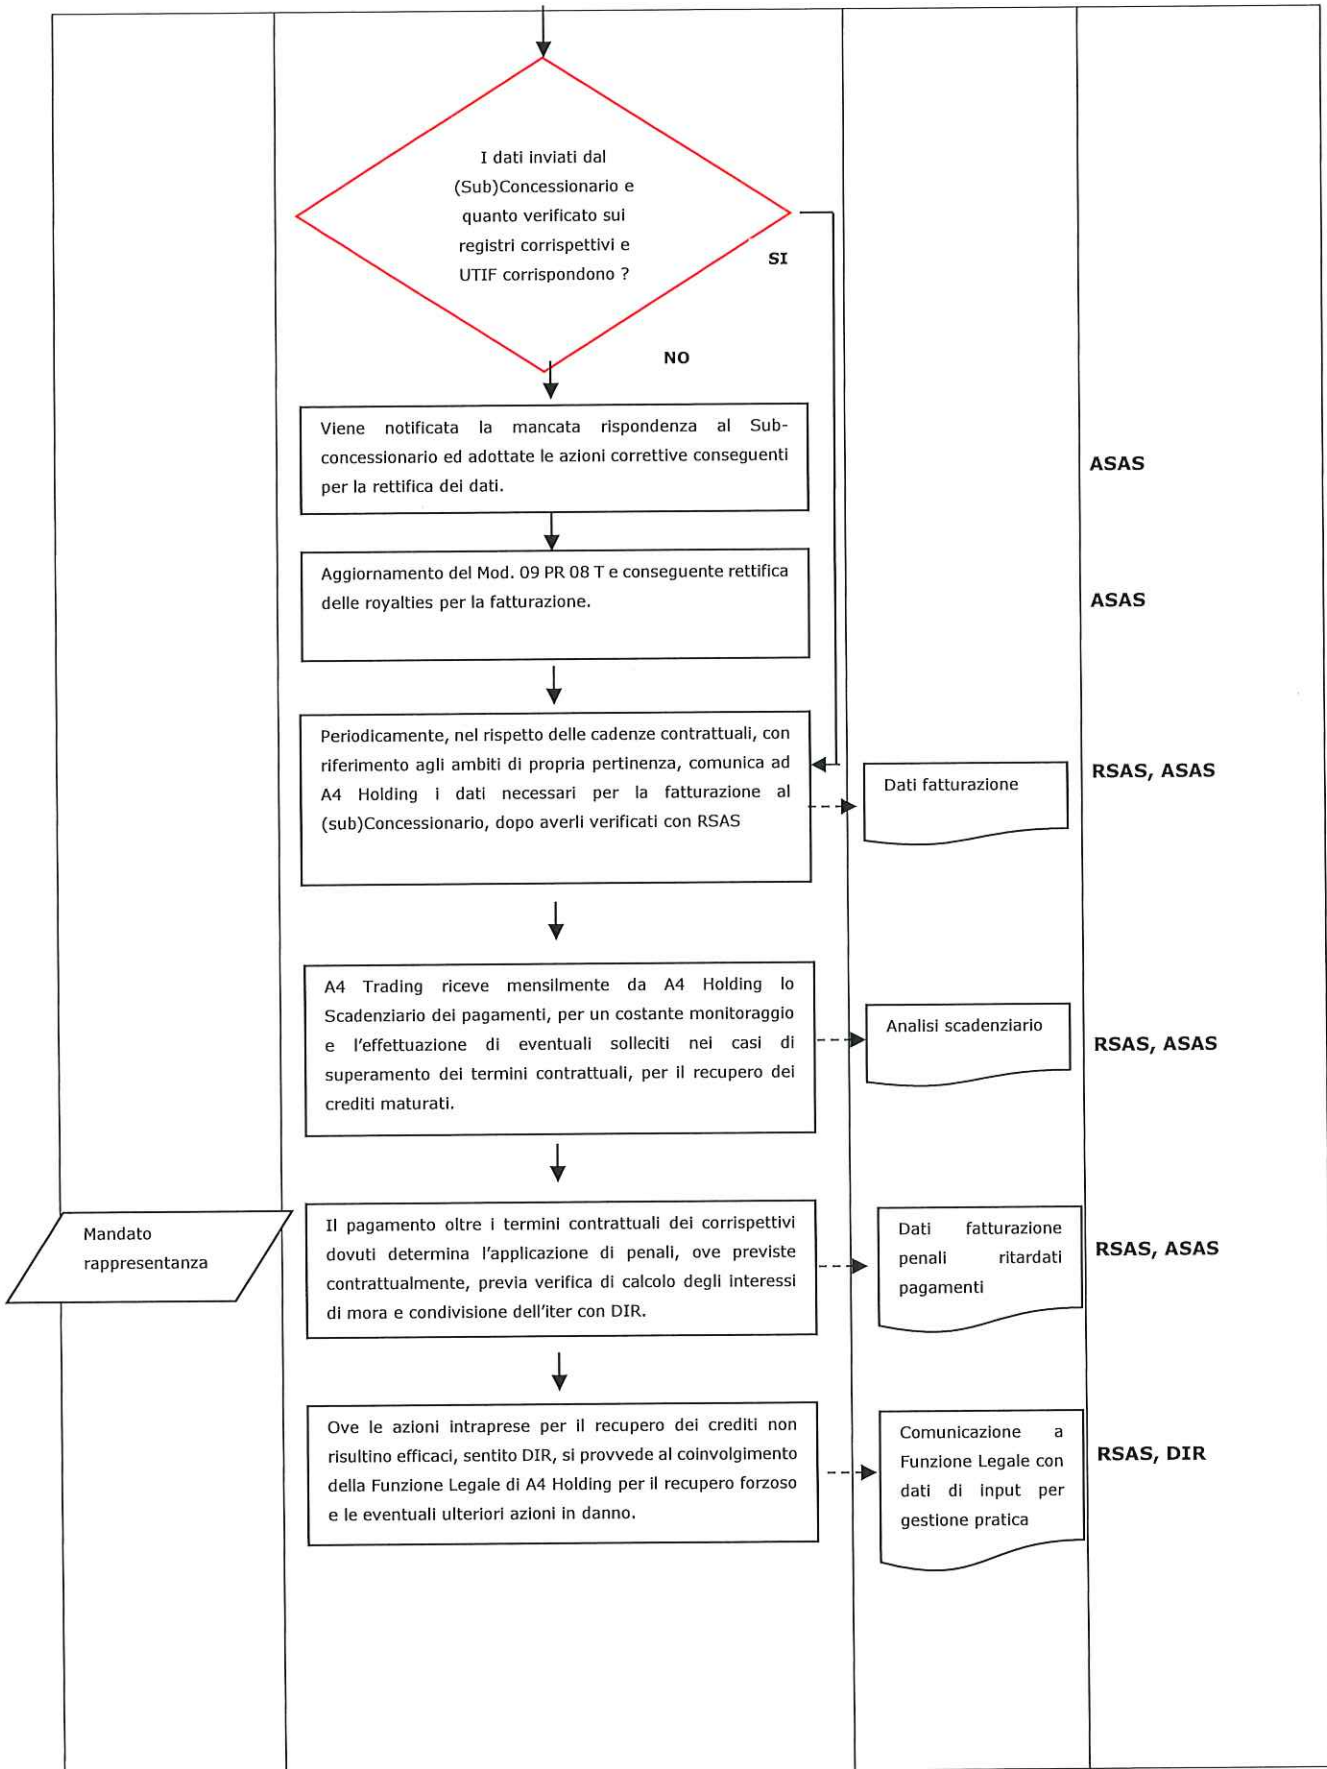 I dati inviati dal
(Sub)Concessionario e
quanto verificato sui
registri corrispettivi e
UTIF corrispondono ?
SI
NO
Viene notificata la mancata rispondenza al Sub-
concessionario ed adottate le azioni correttive conseguenti
per la rettifica dei dati.
ASAS
Aggiornamento del Mod. 09 PR 08 T e conseguente rettifica
delle royalties per la fatturazione.
ASAS
Periodicamente, nel rispetto delle cadenze contrattuali, con
riferimento agli ambiti di propria pertinenza, comunica ad
A4 Holding i dati necessari per la fatturazione al
(sub)Concessionario, dopo averli verificati con RSAS
Dati fatturazione
RSAS, ASAS
A4 Trading riceve mensilmente da A4 Holding lo
Scadenziario dei pagamenti, per un costante monitoraggio
e l'effettuazione di eventuali solleciti nei casi di
superamento dei termini contrattuali, per il recupero dei
crediti maturati.
Analisi scadenziario
RSAS, ASAS
Mandato
rappresentanza
Il pagamento oltre i termini contrattuali dei corrispettivi
dovuti determina l'applicazione di penali, ove previste
contrattualmente, previa verifica di calcolo degli interessi
di mora e condivisione dell'iter con DIR.
Dati fatturazione
penali ritardati
pagamenti
RSAS, ASAS
Ove le azioni intraprese per il recupero dei crediti non
risultino efficaci, sentito DIR, si provvede al coinvolgimento
della Funzione Legale di A4 Holding per il recupero forzoso
e le eventuali ulteriori azioni in danno.
Comunicazione a
Funzione Legale con
dati di input per
gestione pratica
RSAS, DIR